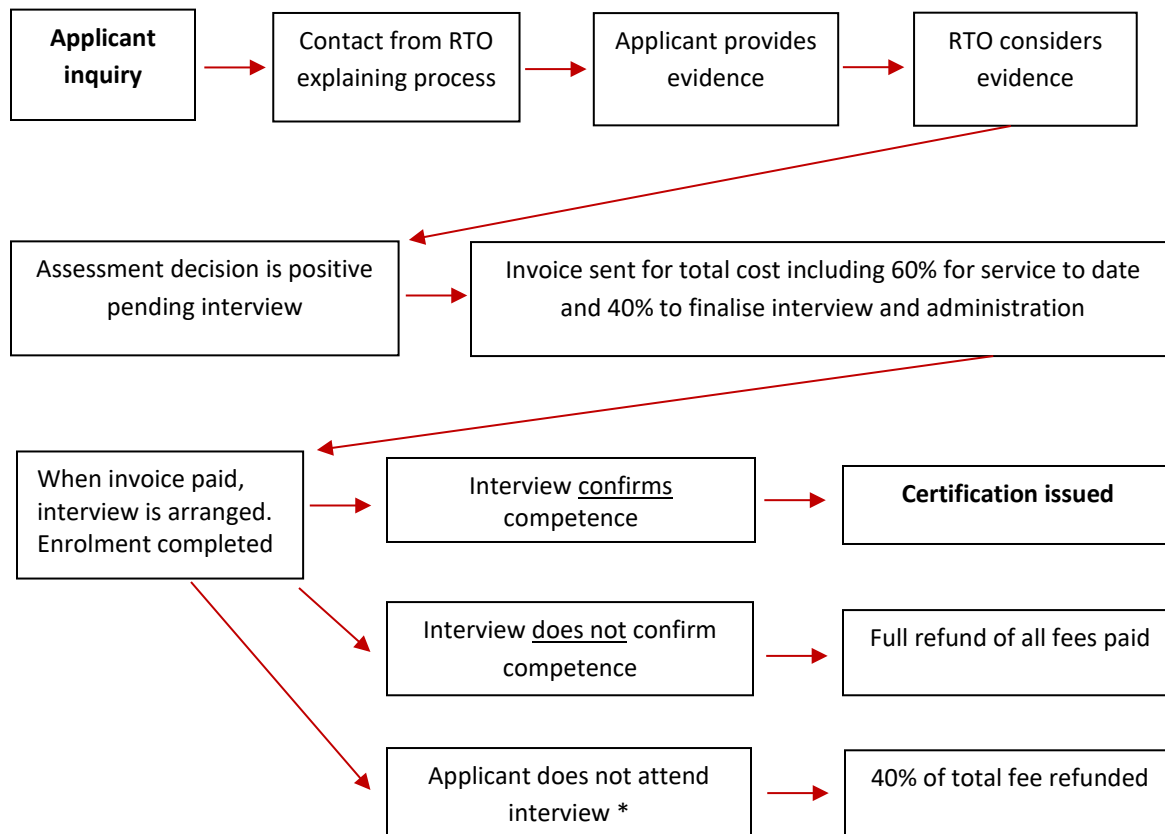 Applicant
inquiry
Contact from RTO
explaining process
Applicant provides
evidence
RTO considers
evidence
Assessment decision is positive
pending interview
Invoice sent for total cost including 60% for service to date
and 40% to finalise interview and administration
When invoice paid,
interview is arranged.
Enrolment completed
Interview confirms
competence
Certification issued
Interview does not confirm
competence
Full refund of all fees paid
Applicant does not attend
interview *
40% of total fee refunded